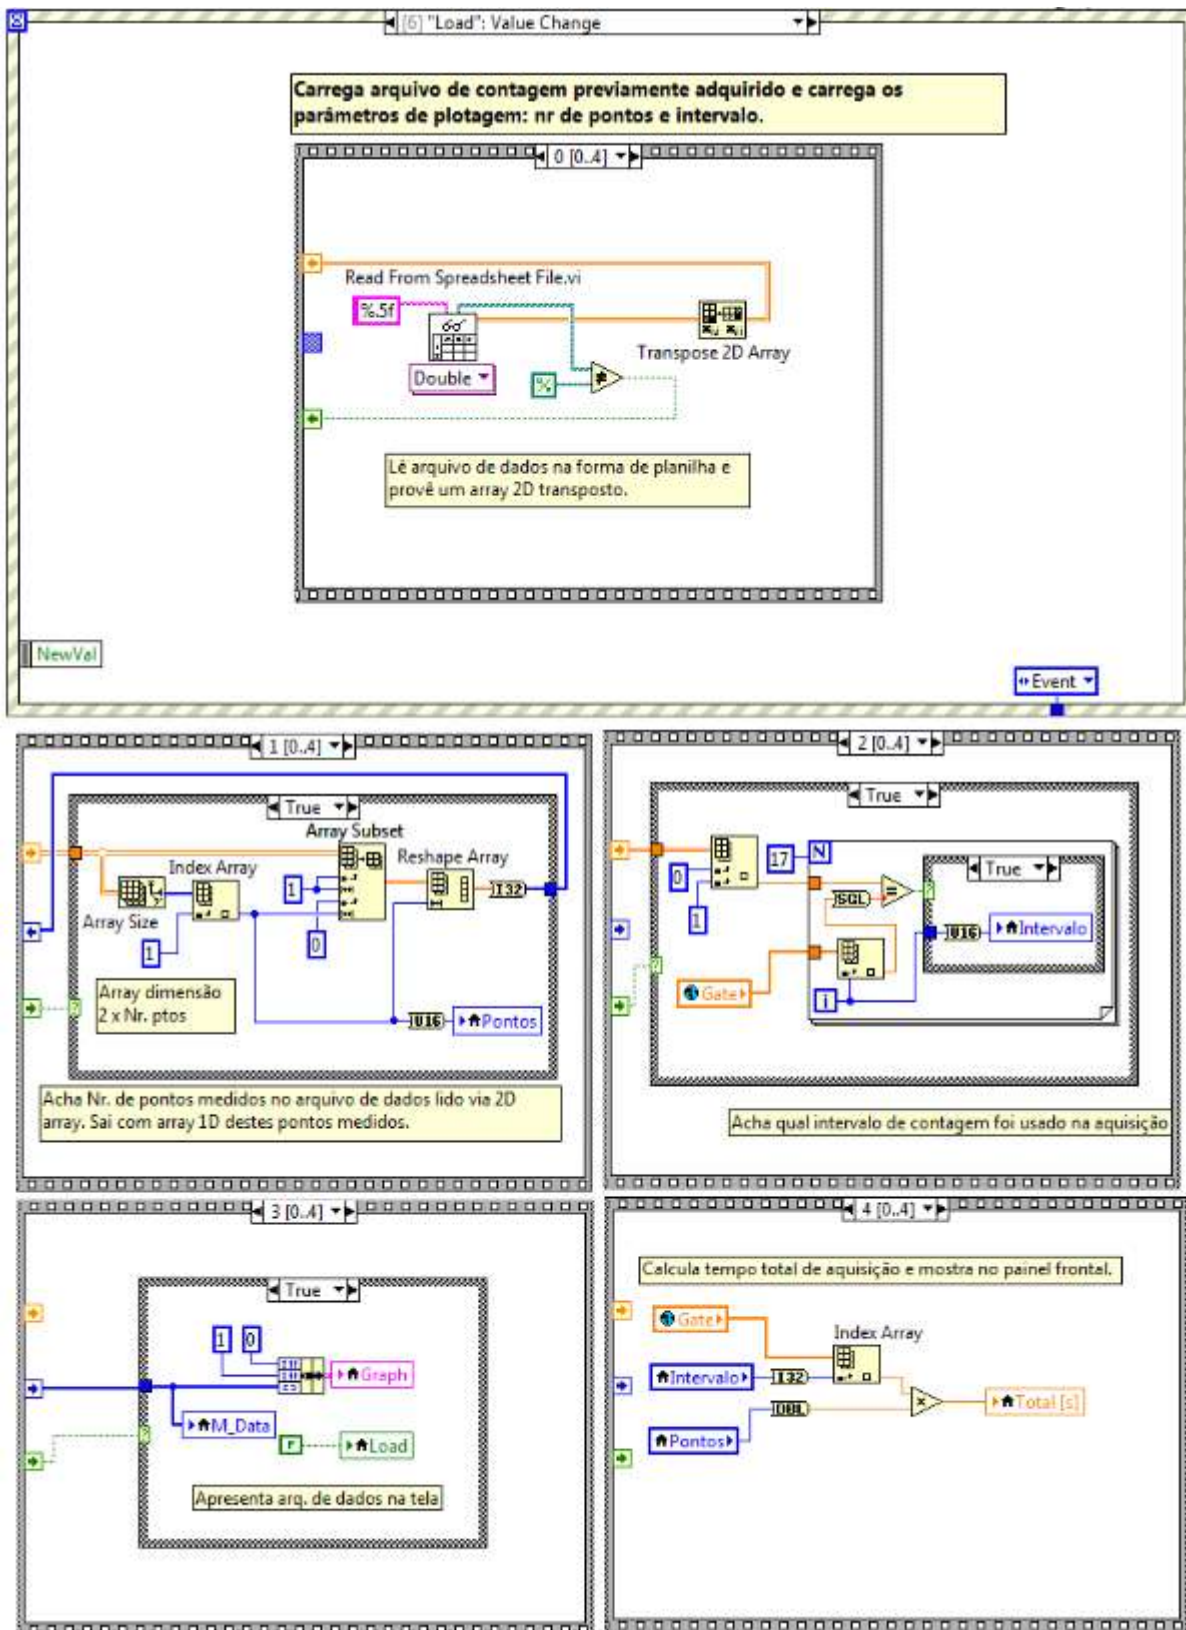 [6] "Load": Value Change
Carrega arquivo de contagem previamente adquirido e carrega os
parâmetros de plotagem: nr de pontos e intervalo.
0 [0..4]
Read From Spreadsheet File.vi
%.5f
Transpose 2D Array
Double
Lê arquivo de dados na forma de planilha e
provê um array 2D transposto.
NewVal
Event
1 [0..4]
True
Array Subset
Index Array
Reshape Array
1
I32
Array Size
1
0
Array dimensão
2 x Nr. ptos
U16
Pontos
Acha Nr. de pontos medidos no arquivo de dados lido via 2D
array. Sai com array 1D destes pontos medidos.
2 [0..4]
True
17
N
0
True
SGL
=
1
U16
Intervalo
Gate
i
Acha qual intervalo de contagem foi usado na aquisição
3 [0..4]
True
1
0
Graph
M_Data
F
Load
Apresenta arq. de dados na tela
4 [0..4]
Calcula tempo total de aquisição e mostra no painel frontal.
Gate
Index Array
Intervalo
I32
DBL
x
Total [s]
Pontos